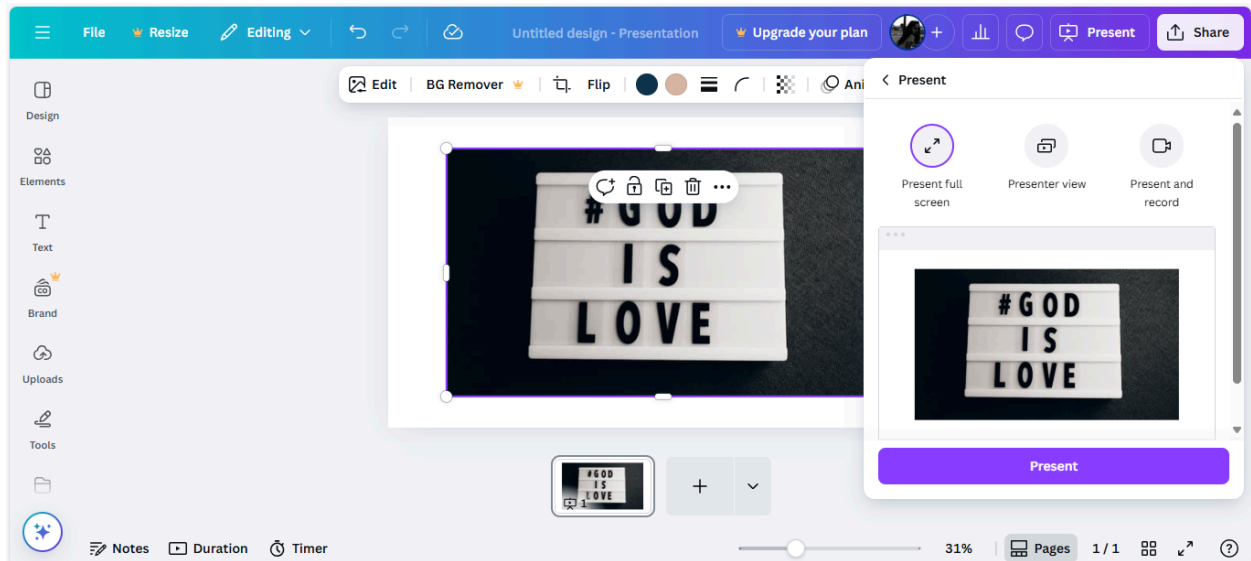 File
Resize
Editing
Untitled design - Presentation
Upgrade your plan
Present
Share
Design
Elements
Text
Brand
Uploads
Tools
Edit
BG Remover
Flip
Ani
#GOD
IS
LOVE
Present
Present full
screen
Presenter view
Present and
record
#GOD
IS
LOVE
Present
#GOD
IS
LOVE
1
Notes
Duration
Timer
31%
Pages
1 / 1